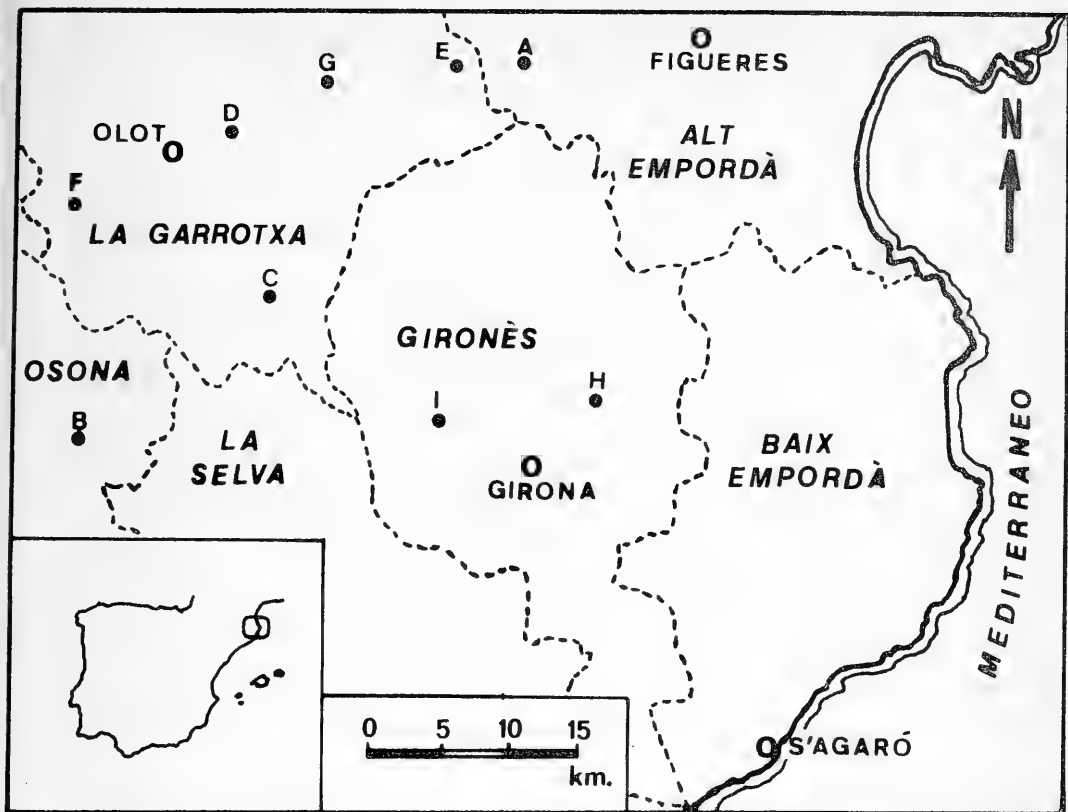 E
A
FIGUERES
G
D
OLOT
N
ALT
EMPORDÀ
F
LA GARROTXA
C
GIRONÈS
OSONA
H
I
B
LA
SELVA
BAIX
EMPORDÀ
GIRONA
MEDITERRANEO
0 5 10 15
km.
S'AGARÓ